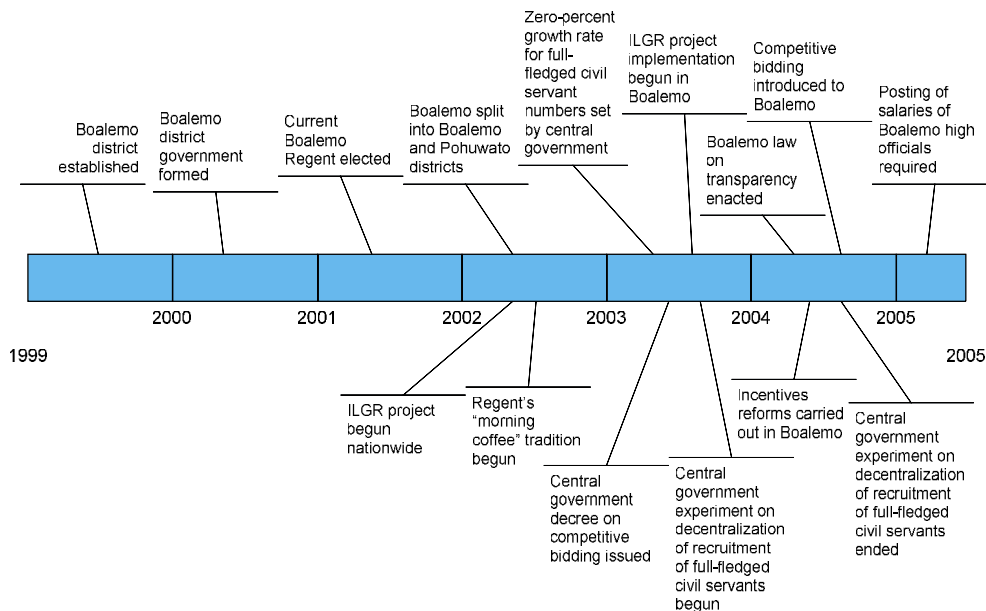 Boalemo
district
established
Boalemo
district
government
formed
Current
Boalemo
Regent elected
Boalemo split
into Boalemo
and Pohuwato
districts
Zero-percent
growth rate
for full-
fledged civil
servant
numbers set
by central
government
ILGR project
implementation
begun in
Boalemo
Boalemo law
on
transparency
enacted
Competitive
bidding
introduced to
Boalemo
Posting of
salaries of
Boalemo high
officials
required
2000
2001
2002
2003
2004
2005
1999
2005
ILGR project
begun
nationwide
Regent's
"morning
coffee" tradition
begun
Central
government
decree on
competitive
bidding issued
Central
government
experiment on
decentralization
of recruitment
of full-fledged
civil servants
begun
Incentives
reforms carried
out in Boalemo
Central
government
experiment on
decentralization
of recruitment
of full-fledged
civil servants
ended